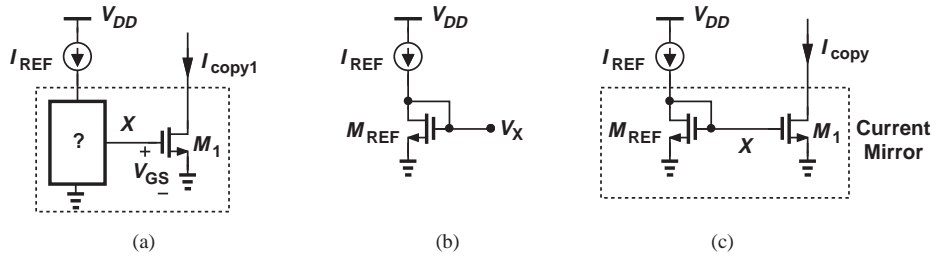 V_DD
I_REF
I_copy1
?
X
+
V_GS
−
M_1
(a)
V_DD
I_REF
M_REF
V_X
(b)
V_DD
I_REF
I_copy
M_REF
X
M_1
Current
Mirror
(c)